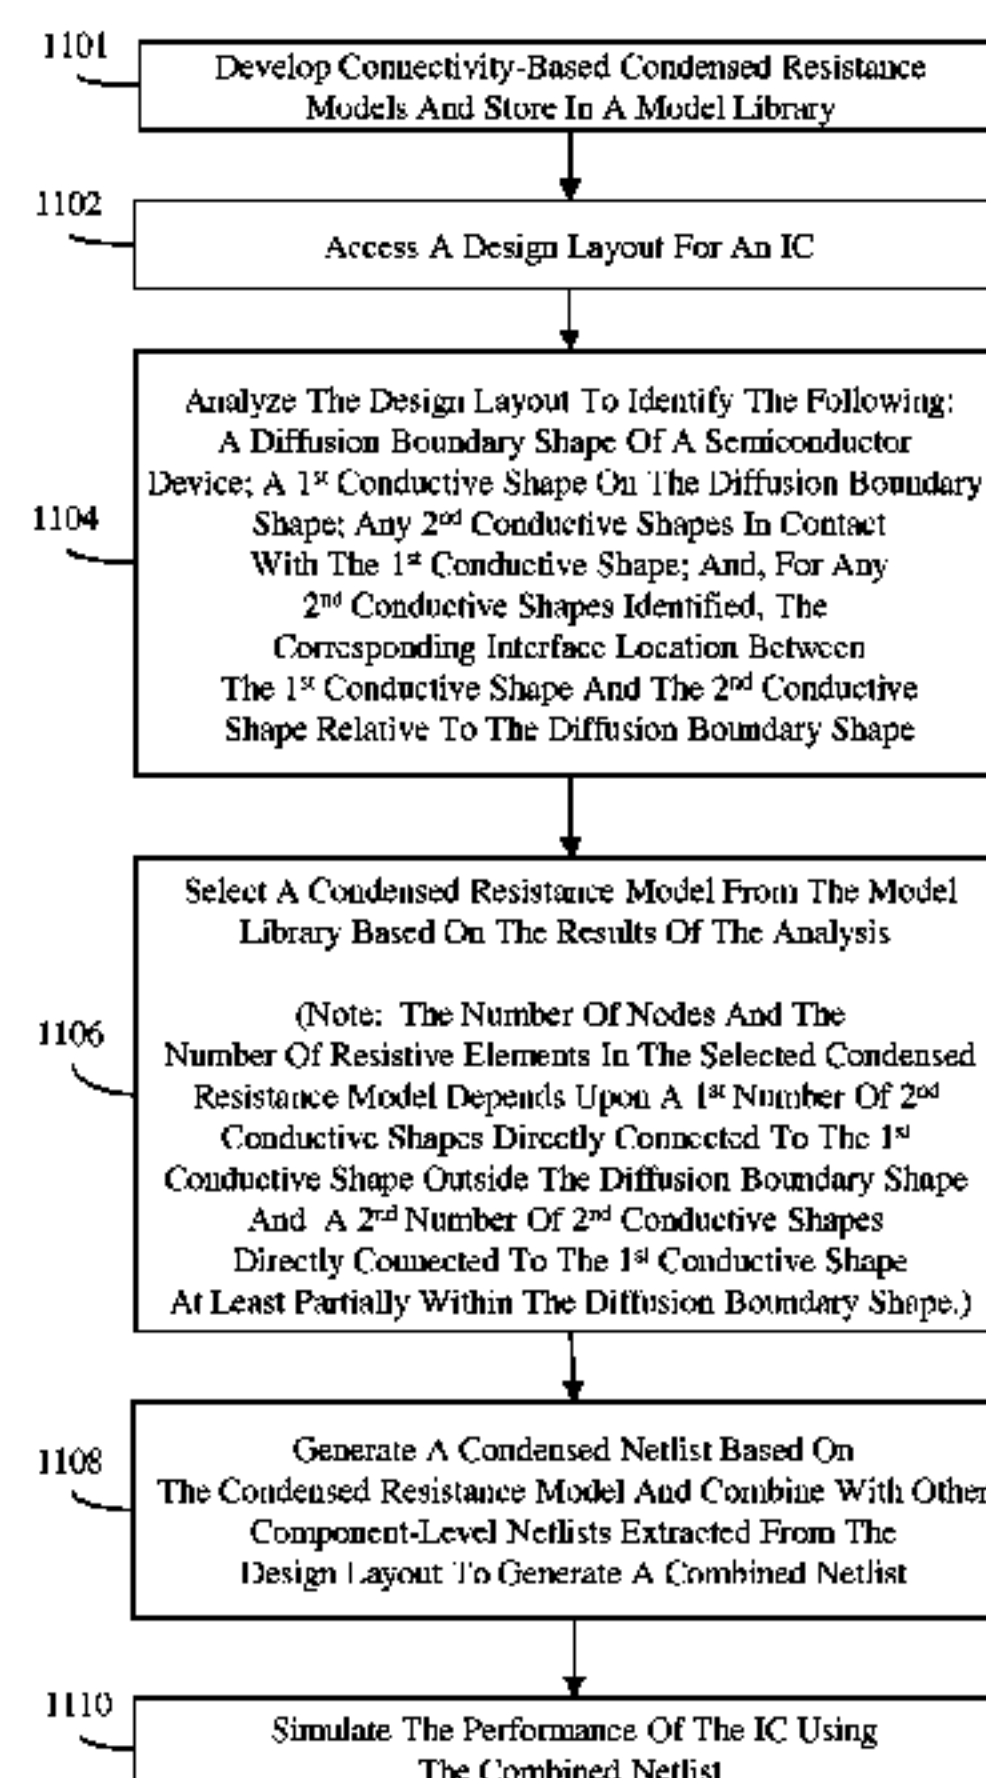 1101
Develop Connectivity-Based Condensed Resistance
Models And Store In A Model Library
1102
Access A Design Layout For An IC
1104
Analyze The Design Layout To Identify The Following:
A Diffusion Boundary Shape Of A Semiconductor
Device; A 1st Conductive Shape On The Diffusion Boundary
Shape; Any 2nd Conductive Shapes In Contact
With The 1st Conductive Shape; And, For Any
2nd Conductive Shapes Identified, The
Corresponding Interface Location Between
The 1st Conductive Shape And The 2nd Conductive
Shape Relative To The Diffusion Boundary Shape
1106
Select A Condensed Resistance Model From The Model
Library Based On The Results Of The Analysis
(Note: The Number Of Nodes And The
Number Of Resistive Elements In The Selected Condensed
Resistance Model Depends Upon A 1st Number Of 2nd
Conductive Shapes Directly Connected To The 1st
Conductive Shape Outside The Diffusion Boundary Shape
And A 2nd Number Of 2nd Conductive Shapes
Directly Connected To The 1st Conductive Shape
At Least Partially Within The Diffusion Boundary Shape.)
1108
Generate A Condensed Netlist Based On
The Condensed Resistance Model And Combine With Other
Component-Level Netlists Extracted From The
Design Layout To Generate A Combined Netlist
1110
Simulate The Performance Of The IC Using
The Combined Netlist